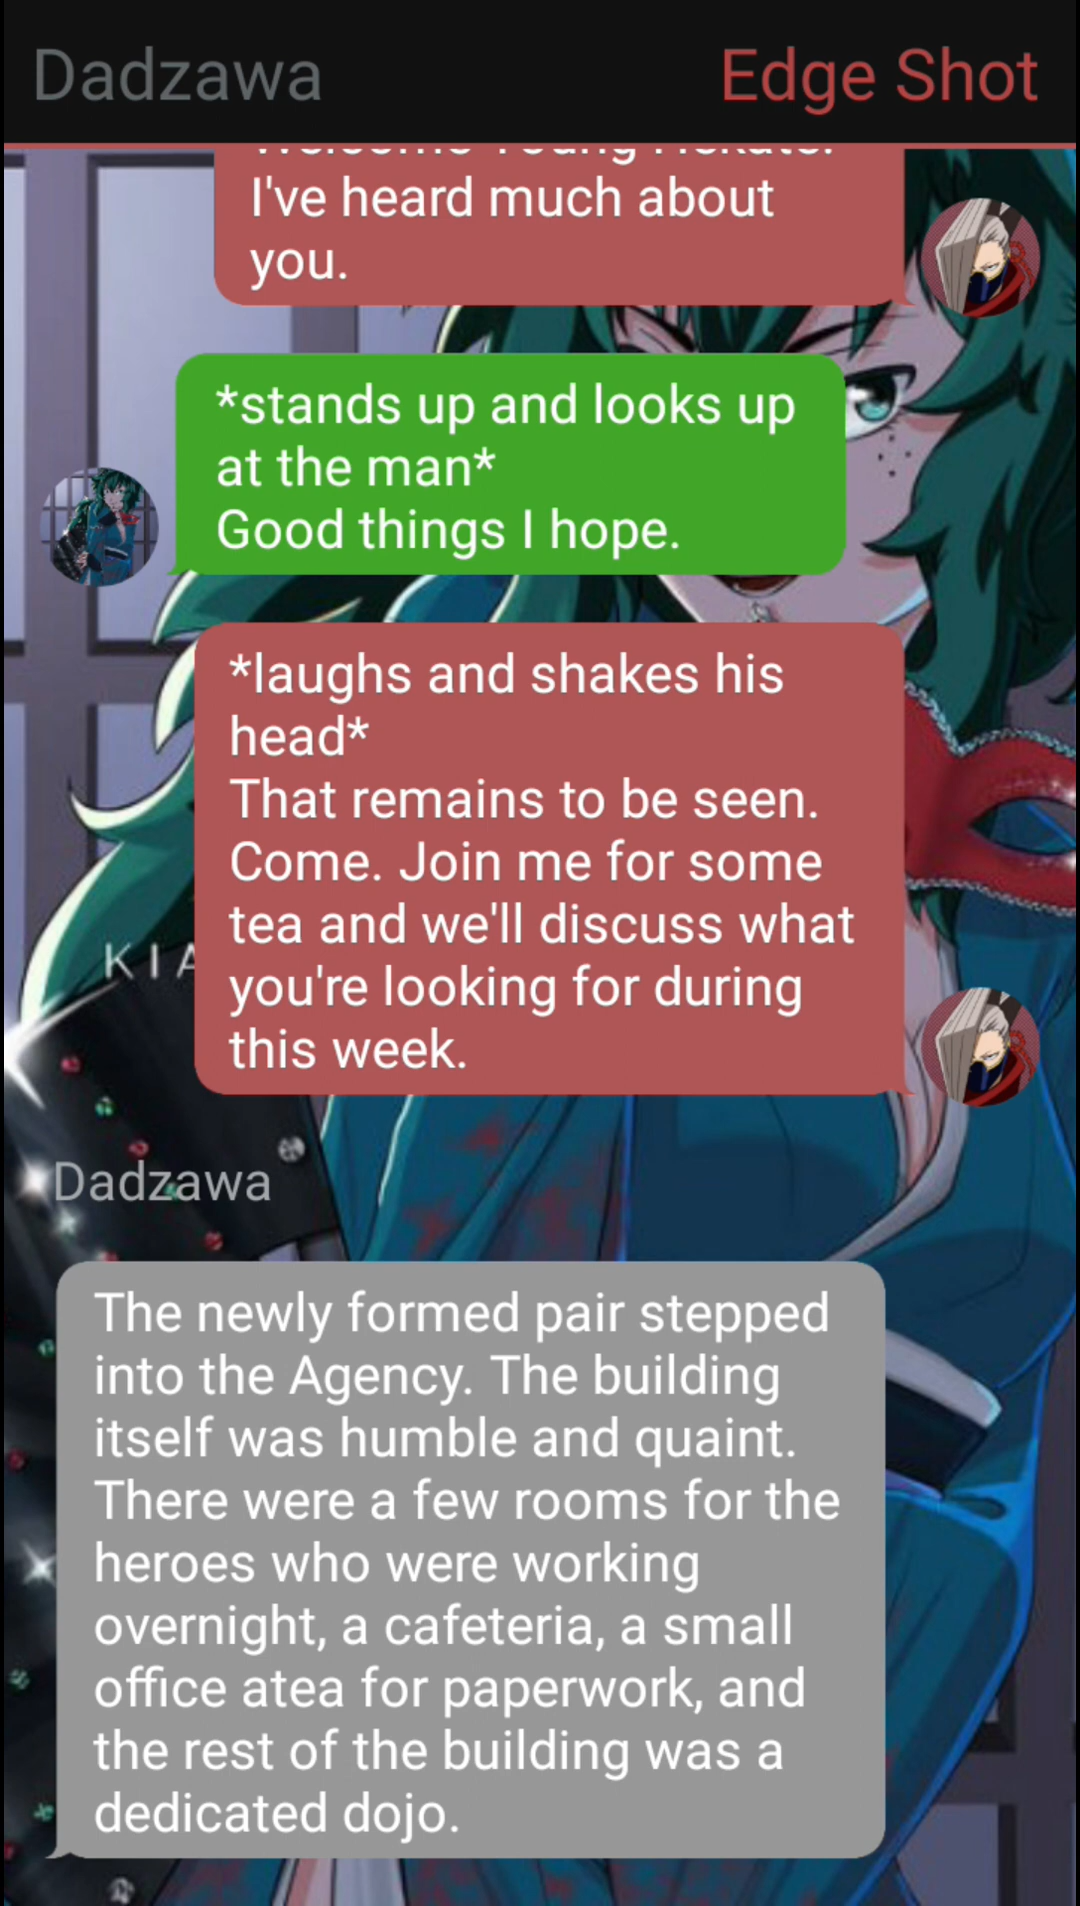 Dadzawa
Edge Shot
I've heard much about
you.
*stands up and looks up
at the man*
Good things I hope.
*laughs and shakes his
head*
That remains to be seen.
Come. Join me for some
tea and we'll discuss what
you're looking for during
this week.
KIA
Dadzawa
The newly formed pair stepped
into the Agency. The building
itself was humble and quaint.
There were a few rooms for the
heroes who were working
overnight, a cafeteria, a small
office atea for paperwork, and
the rest of the building was a
dedicated dojo.